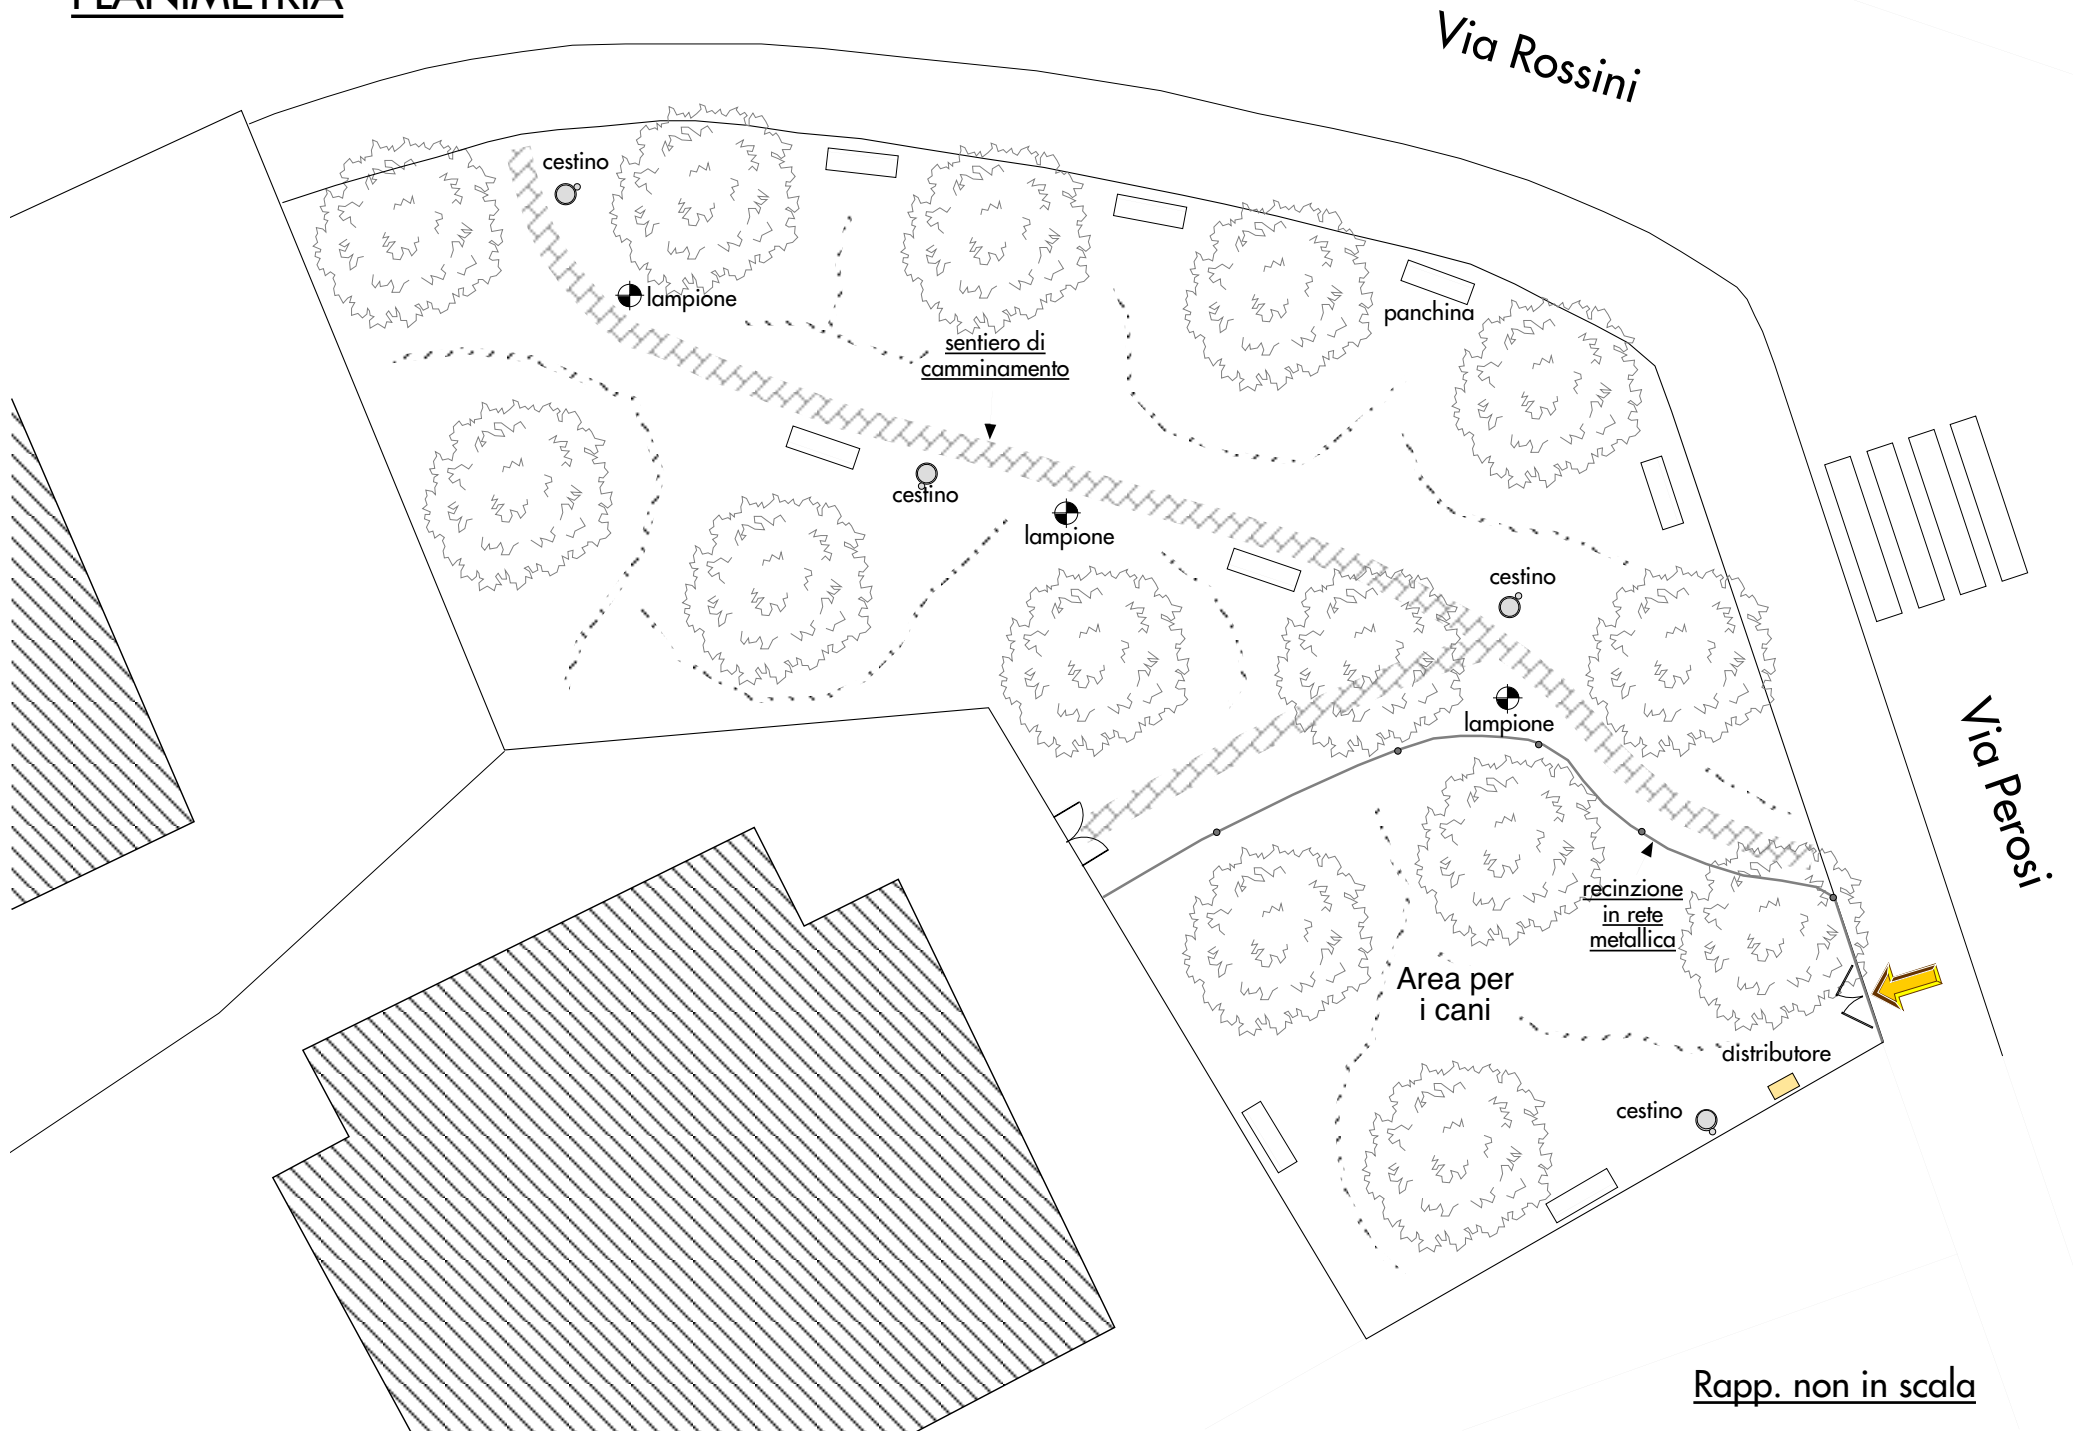 PLANIMETRIA
Via Rossini
cestino
lampione
panchina
sentiero di
camminamento
cestino
lampione
cestino
lampione
Via Perosi
recinzione
in rete
metallica
Area per
i cani
distributore
cestino
Rapp. non in scala